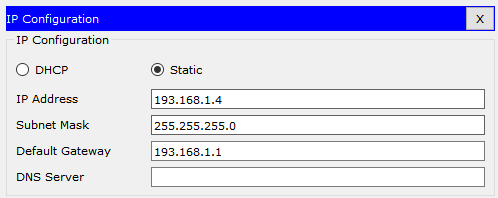 IP Configuration X
IP Configuration
DHCP Static
IP Address 193.168.1.4
Subnet Mask 255.255.255.0
Default Gateway 193.168.1.1
DNS Server